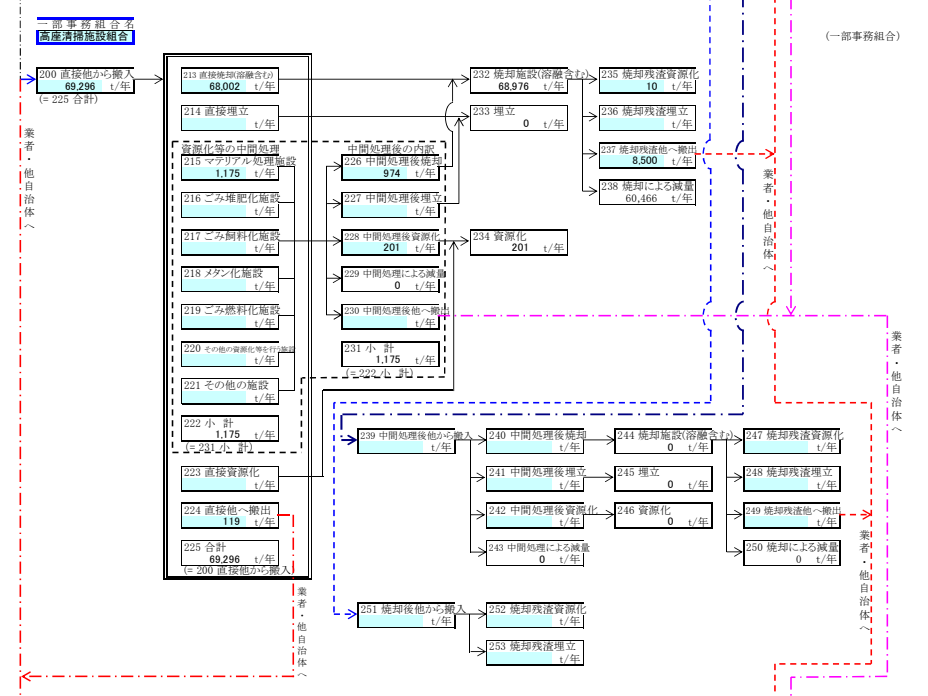 一部事務組合名
高座清掃施設組合
(一部事務組合)
200 直接他から搬入
69,296 t/年
(= 225 合計)
業者・他自治体へ
213 直接焼却(溶融含む)
68,002 t/年
214 直接埋立
t/年
資源化等の中間処理
215 マテリアル処理施設
1,175 t/年
216 ごみ堆肥化施設
t/年
217 ごみ飼料化施設
t/年
218 メタン化施設
t/年
219 ごみ燃料化施設
t/年
220 その他の資源化等を行う施設
t/年
221 その他の施設
t/年
222 小 計
1,175 t/年
(= 231 小 計)
223 直接資源化
t/年
224 直接他へ搬出
119 t/年
225 合計
69,296 t/年
(= 200 直接他から搬入)
業者・他自治体へ
中間処理後の内訳
226 中間処理後焼却
974 t/年
227 中間処理後埋立
t/年
228 中間処理後資源化
201 t/年
229 中間処理による減量
0 t/年
230 中間処理後他へ搬出
t/年
231 小 計
1,175 t/年
(= 222 小 計)
232 焼却施設(溶融含む)
68,976 t/年
233 埋立
0 t/年
234 資源化
201 t/年
235 焼却残渣資源化
10 t/年
236 焼却残渣埋立
t/年
237 焼却残渣他へ搬出
8,500 t/年
238 焼却による減量
60,466 t/年
業者・他自治体へ
業者・他自治体へ
239 中間処理後他から搬入
t/年
240 中間処理後焼却
t/年
241 中間処理後埋立
t/年
242 中間処理後資源化
t/年
243 中間処理による減量
0 t/年
244 焼却施設(溶融含む)
0 t/年
245 埋立
0 t/年
246 資源化
0 t/年
247 焼却残渣資源化
t/年
248 焼却残渣埋立
t/年
249 焼却残渣他へ搬出
t/年
250 焼却による減量
0 t/年
業者・他自治体へ
251 焼却後他から搬入
t/年
252 焼却残渣資源化
t/年
253 焼却残渣埋立
t/年